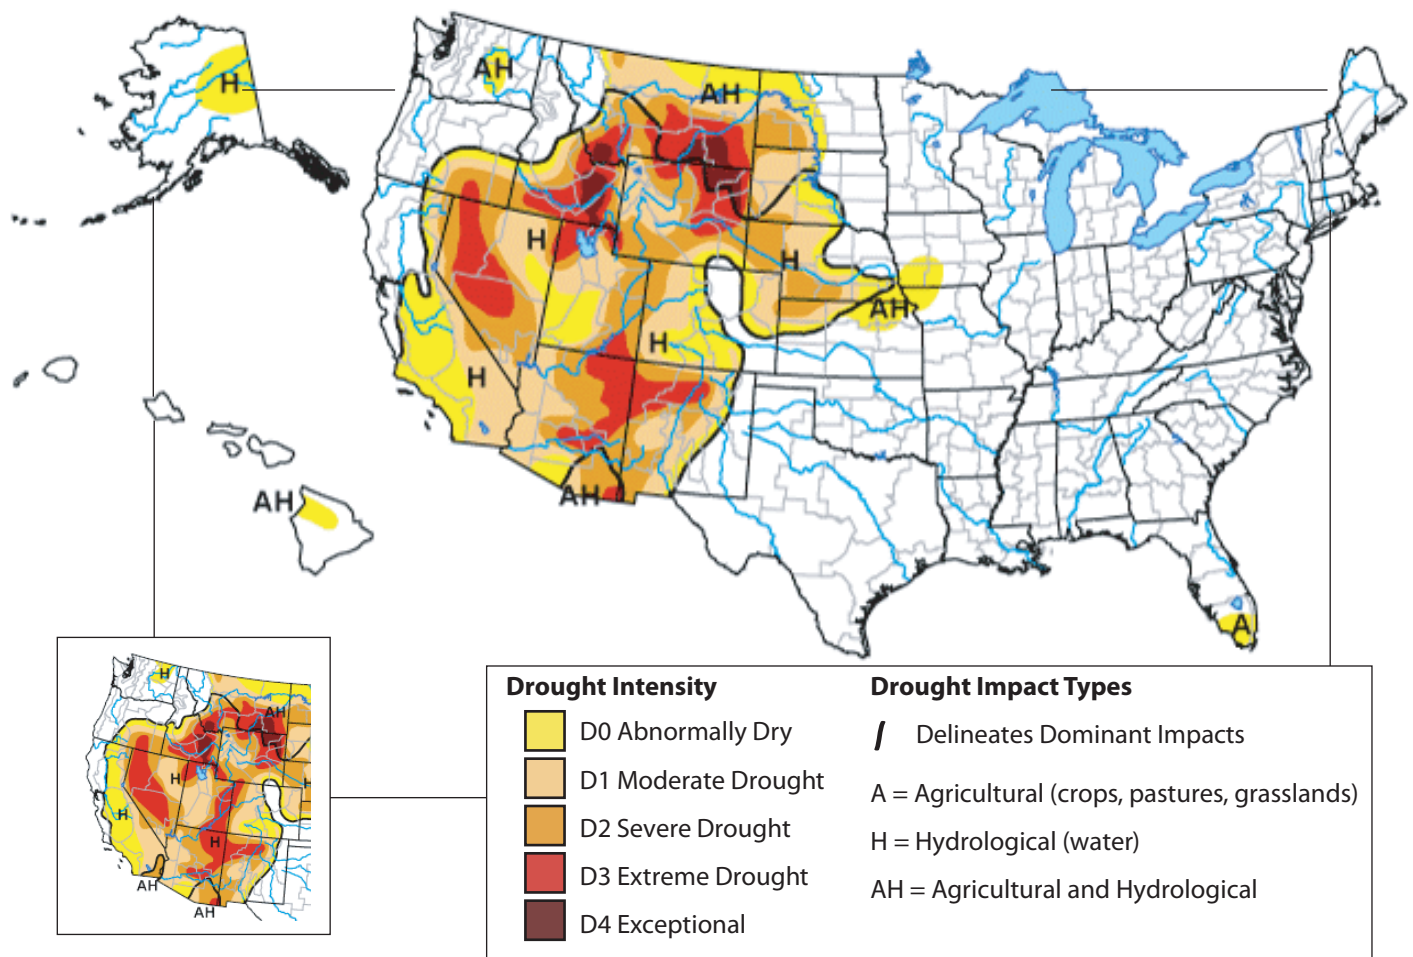 H
AH
AH
H
H
AH
H
H
AH
AH
A
H
AH
H
H
H
H
AH
AH
Drought Intensity
D0 Abnormally Dry
D1 Moderate Drought
D2 Severe Drought
D3 Extreme Drought
D4 Exceptional
Drought Impact Types
Delineates Dominant Impacts
A = Agricultural (crops, pastures, grasslands)
H = Hydrological (water)
AH = Agricultural and Hydrological